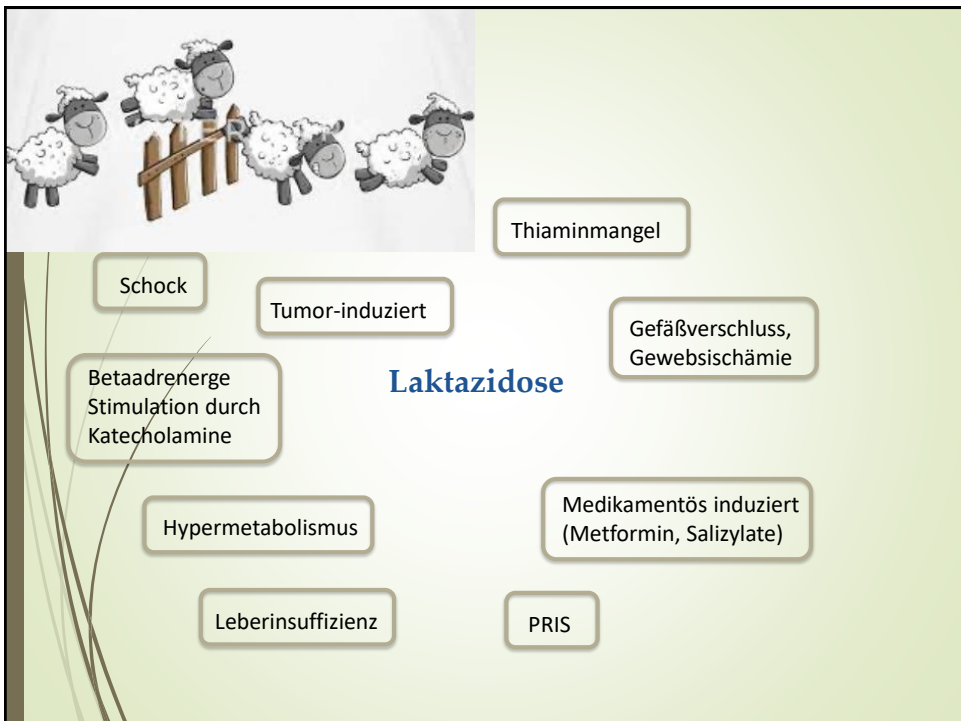 Thiaminmangel
Schock
Tumor-induziert
Gefäßverschluss,
Gewebsischämie
Betaadrenerge
Stimulation durch
Katecholamine
Laktazidose
Medikamentös induziert
(Metformin, Salizylate)
Hypermetabolismus
Leberinsuffizienz
PRIS